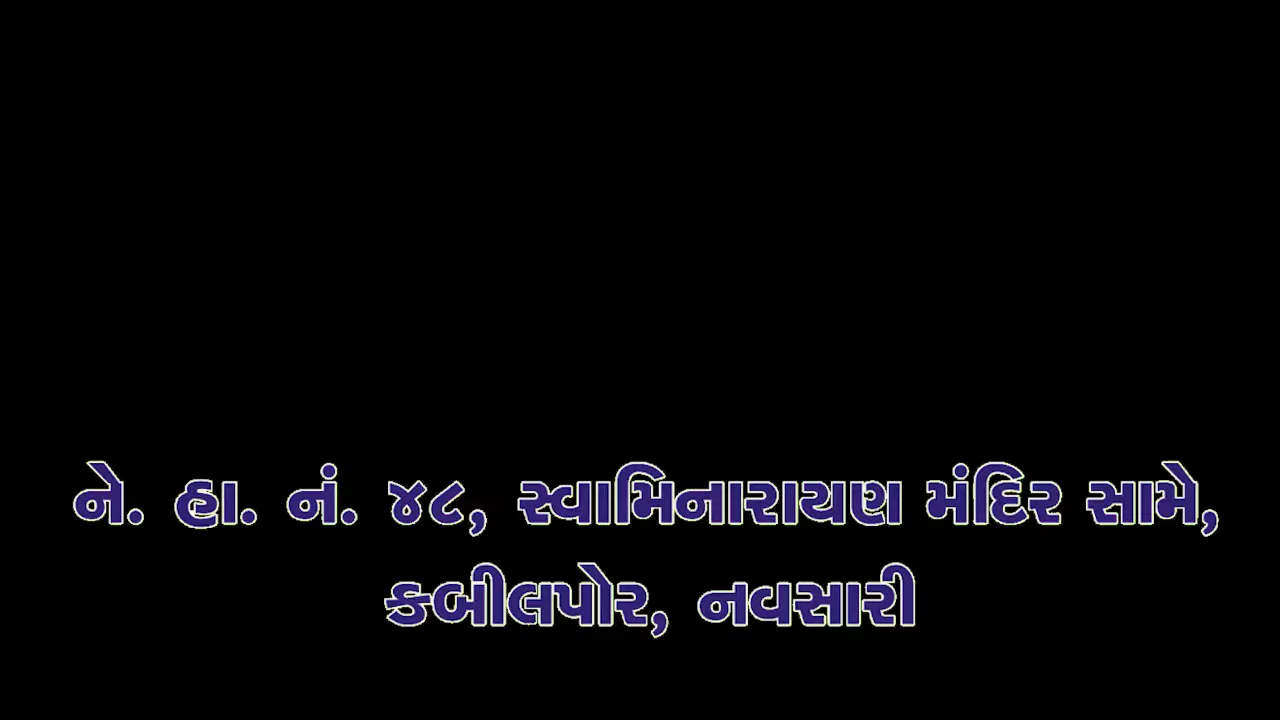 ને. હા. નં. ૪૮, સ્વામિનારાયણ મંદિર સામે,
કબીલપોર, નવસારી